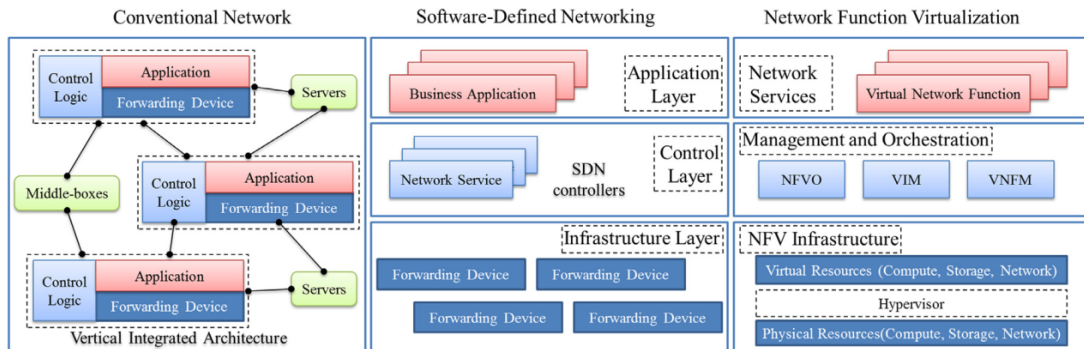 Conventional Network
Control
Logic
Application
Forwarding Device
Servers
Middle-boxes
Control
Logic
Application
Forwarding Device
Control
Logic
Application
Forwarding Device
Servers
Vertical Integrated Architecture
Software-Defined Networking
Business Application
Application
Layer
Network Service
SDN
controllers
Control
Layer
Infrastructure Layer
Forwarding Device
Forwarding Device
Forwarding Device
Forwarding Device
Network Function Virtualization
Network
Services
Virtual Network Function
Management and Orchestration
NFVO
VIM
VNFM
NFV Infrastructure
Virtual Resources (Compute, Storage, Network)
Hypervisor
Physical Resources(Compute, Storage, Network)